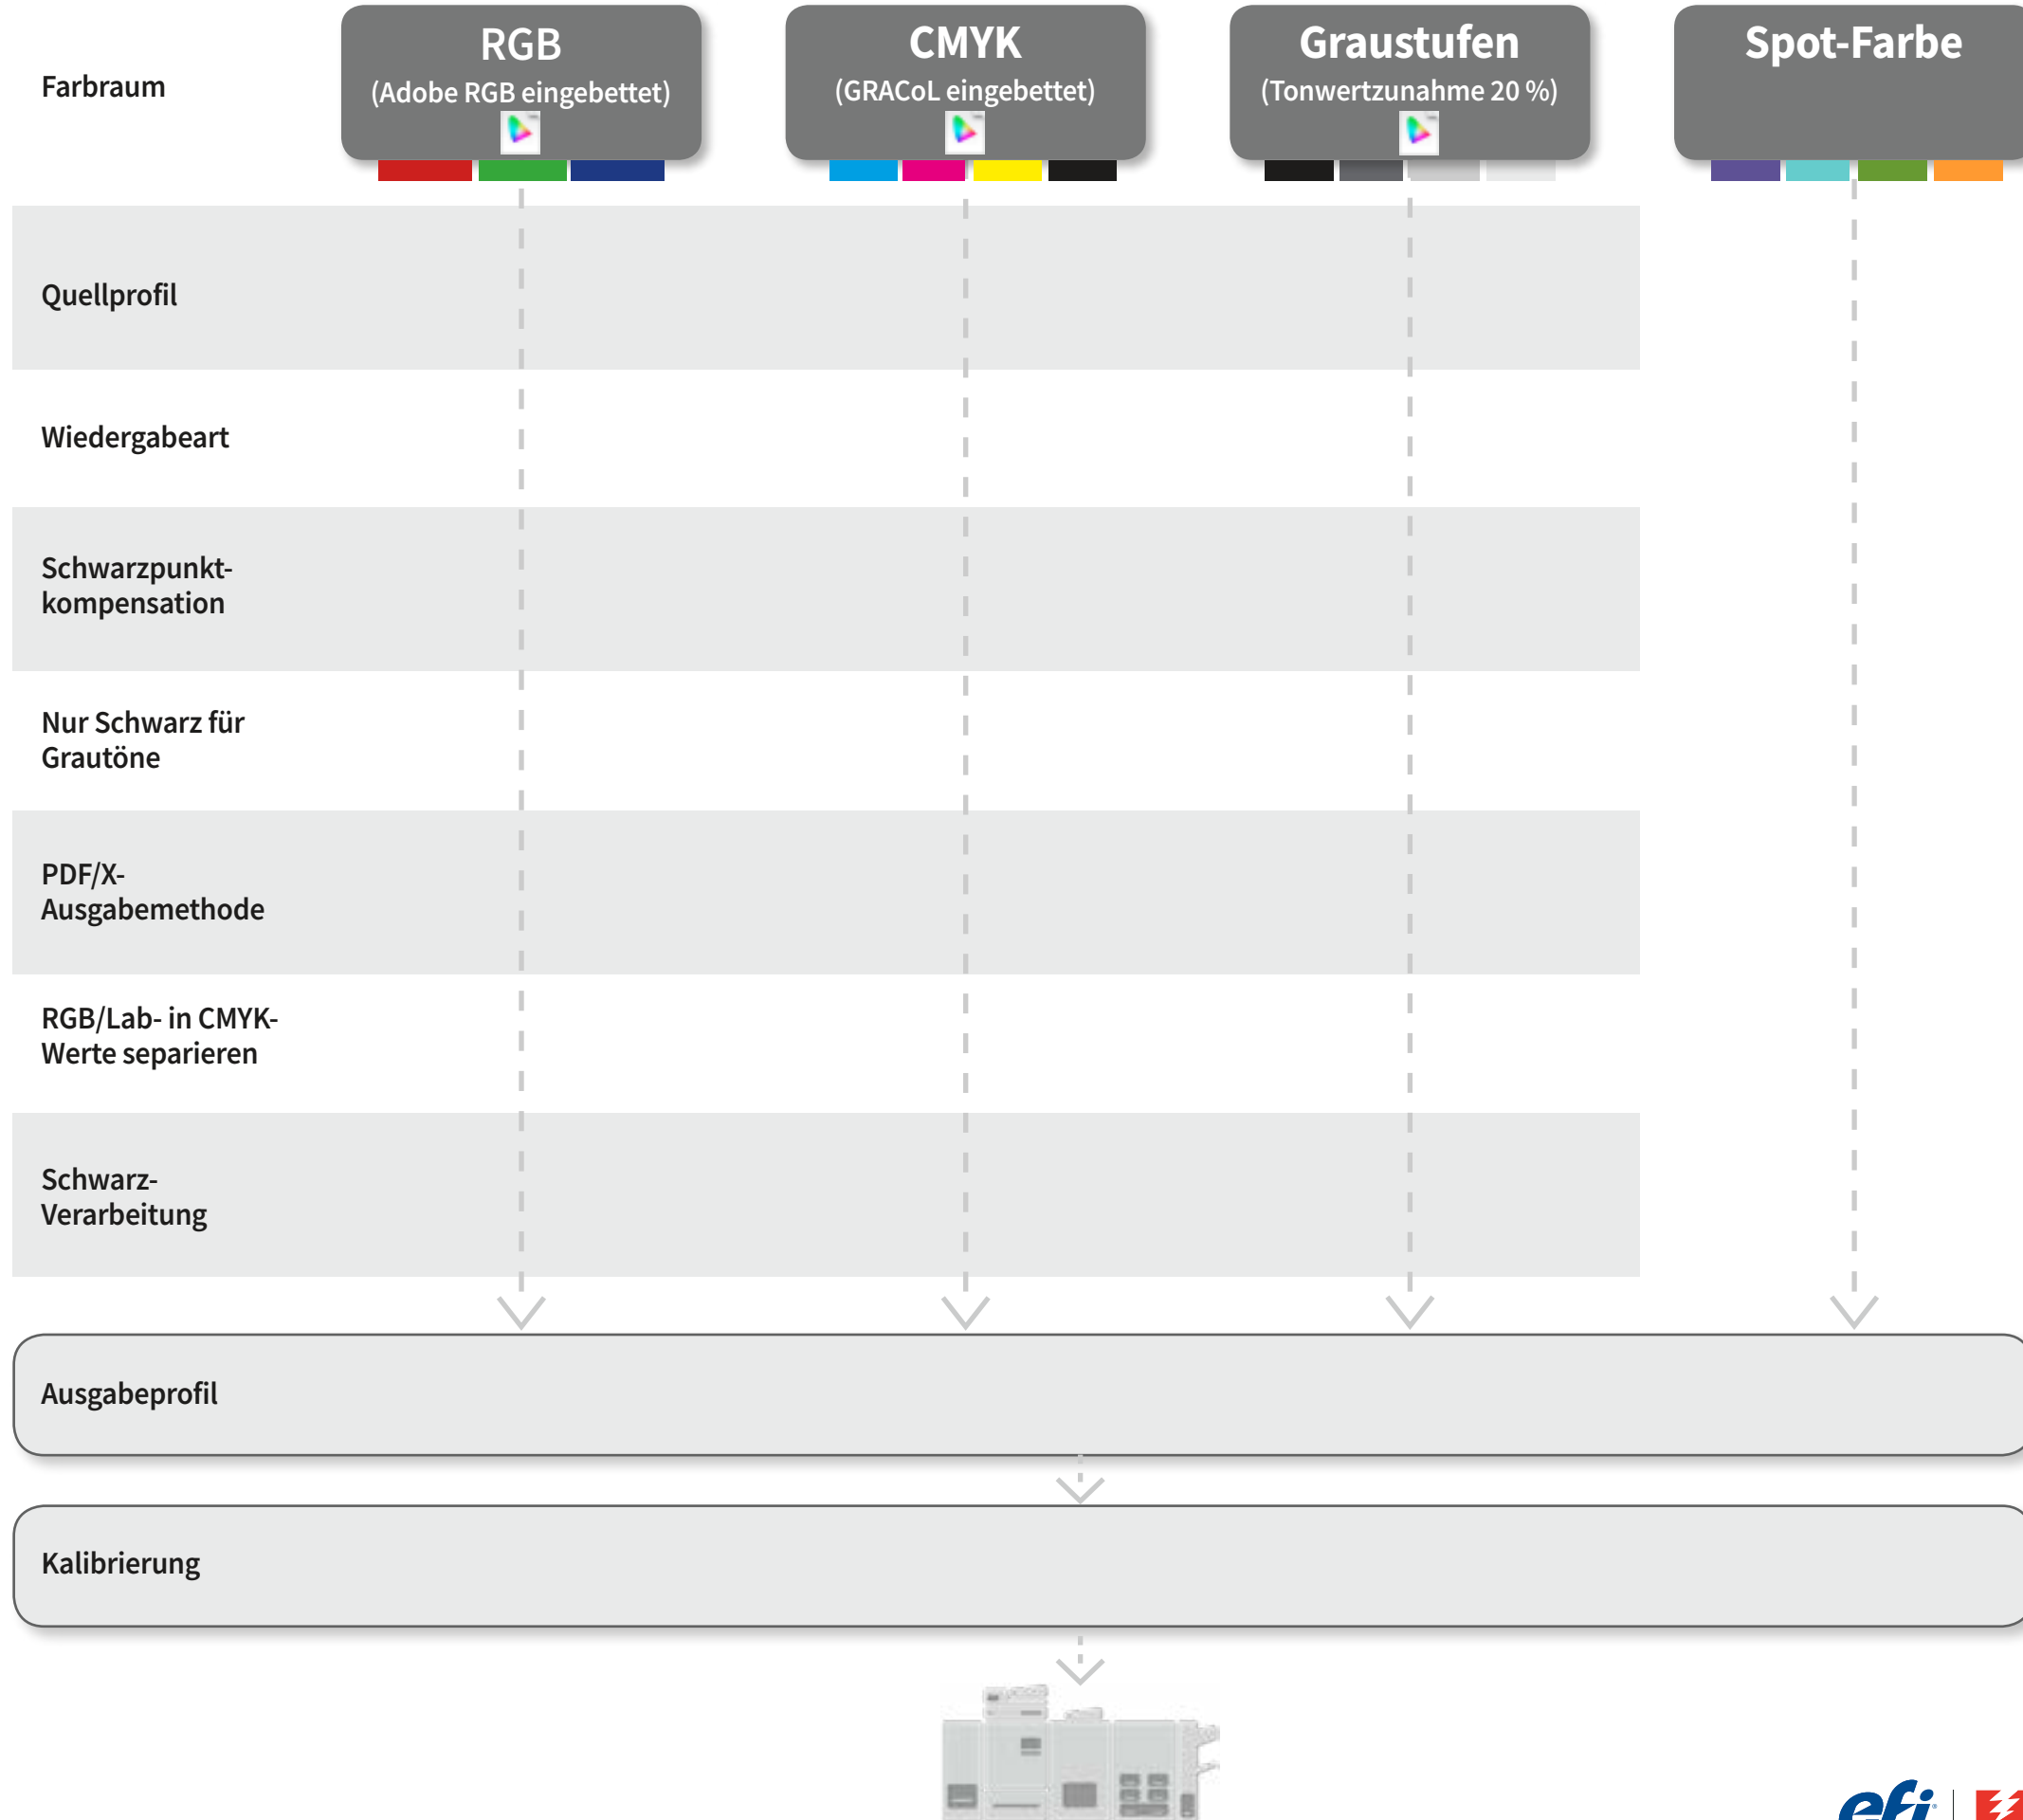 Farbraum
RGB
(Adobe RGB eingebettet)
CMYK
(GRACoL eingebettet)
Graustufen
(Tonwertzunahme 20 %)
Spot-Farbe
Quellprofil
Wiedergabeart
Schwarzpunkt-
kompensation
Nur Schwarz für
Grautöne
PDF/X-
Ausgabemethode
RGB/Lab- in CMYK-
Werte separieren
Schwarz-
Verarbeitung
Ausgabeprofil
Kalibrierung
efi